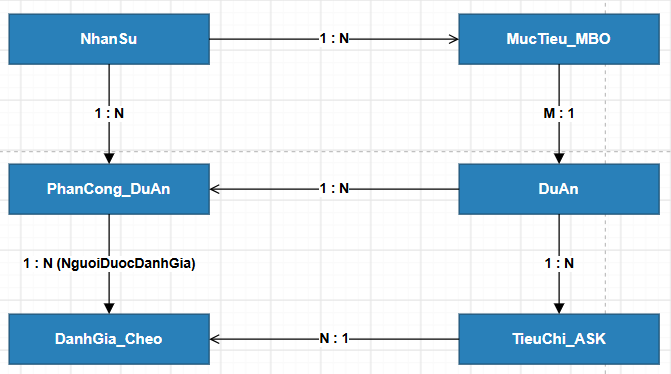 NhanSu
1 : N
MucTieu_MBO
1 : N
M : 1
PhanCong_DuAn
1 : N
DuAn
1 : N (NguoiDuocDanhGia)
1 : N
DanhGia_Cheo
N : 1
TieuChi_ASK